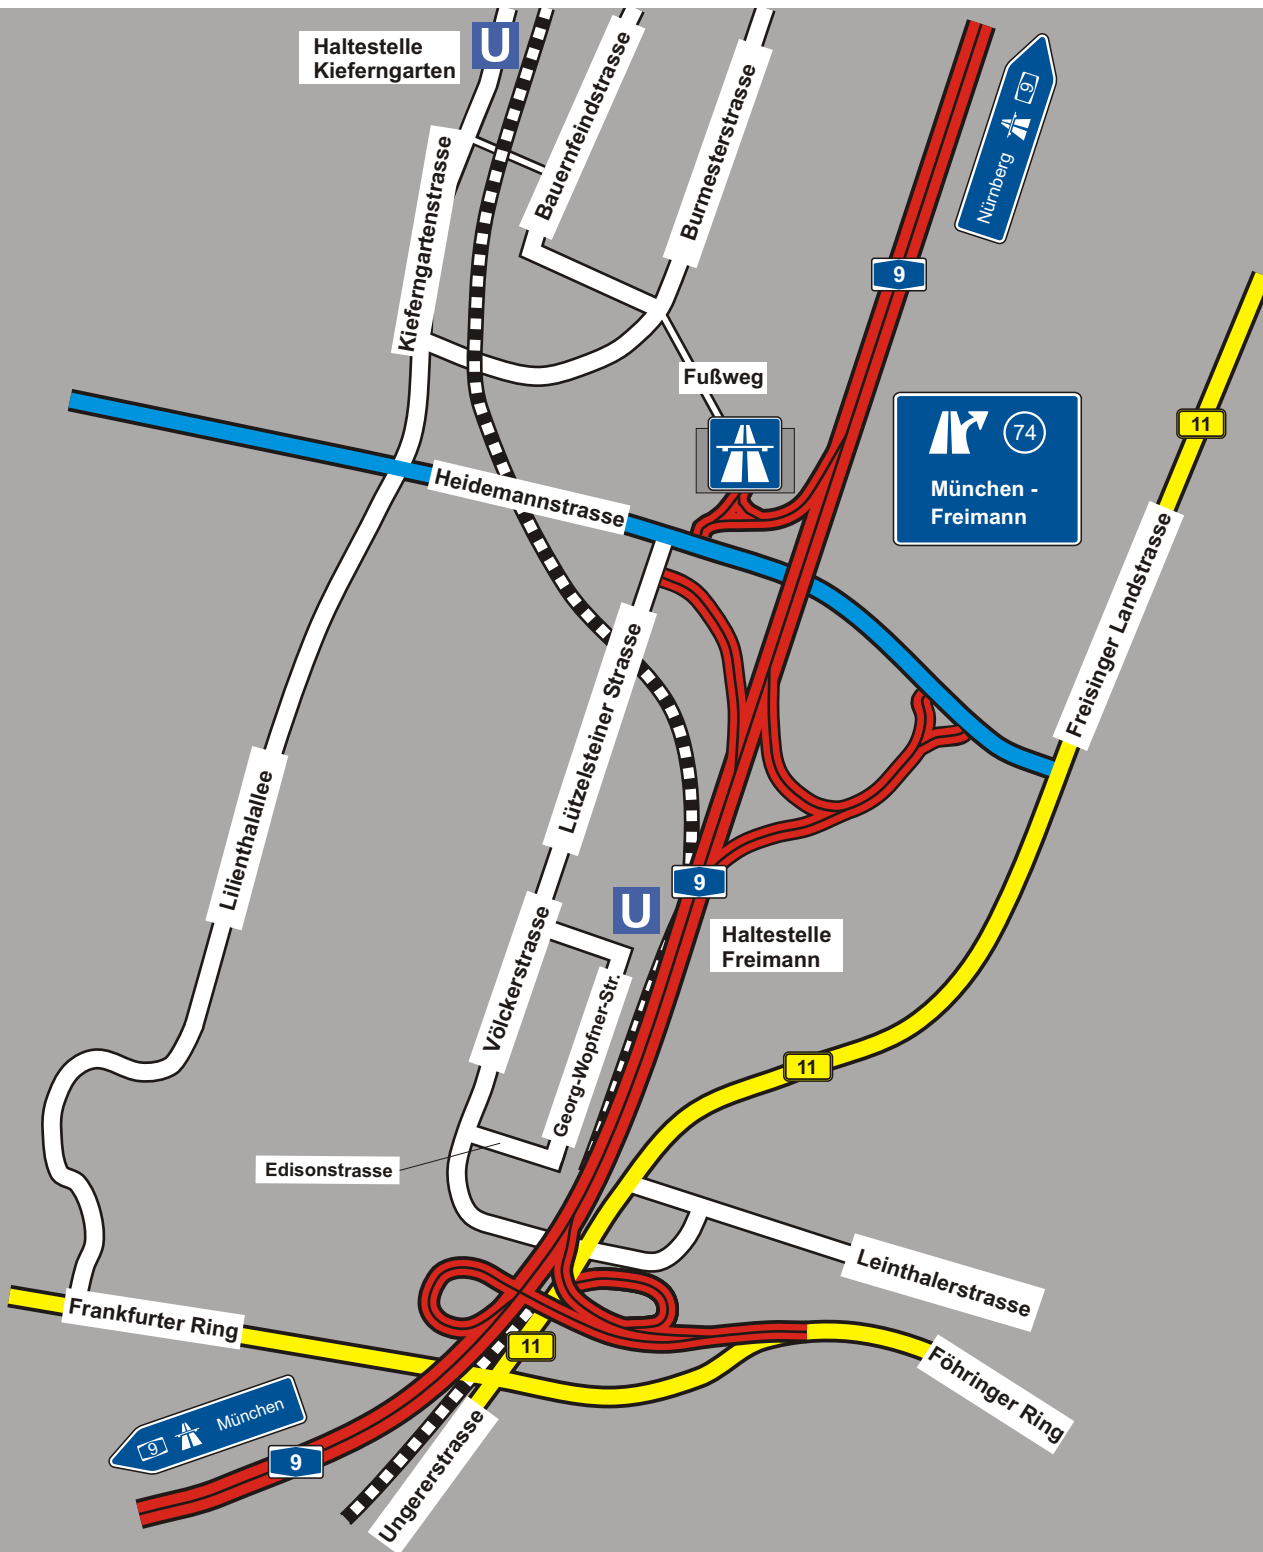 Haltestelle
Kieferngarten
U
Bauernfeindstrasse
Burmesterstrasse
Nürnberg 9
Kieferngartenstrasse
9
Fußweg
11
74
München -
Freimann
Heidemannstrasse
Freisinger Landstrasse
Lützelsteiner Strasse
Lilienthalallee
9
U
Haltestelle
Freimann
Völckerstrasse
Georg-Wopfner-Str.
11
Edisonstrasse
Leinthalerstrasse
Frankfurter Ring
11
Föhringer Ring
9 München
9
Ungererstrasse